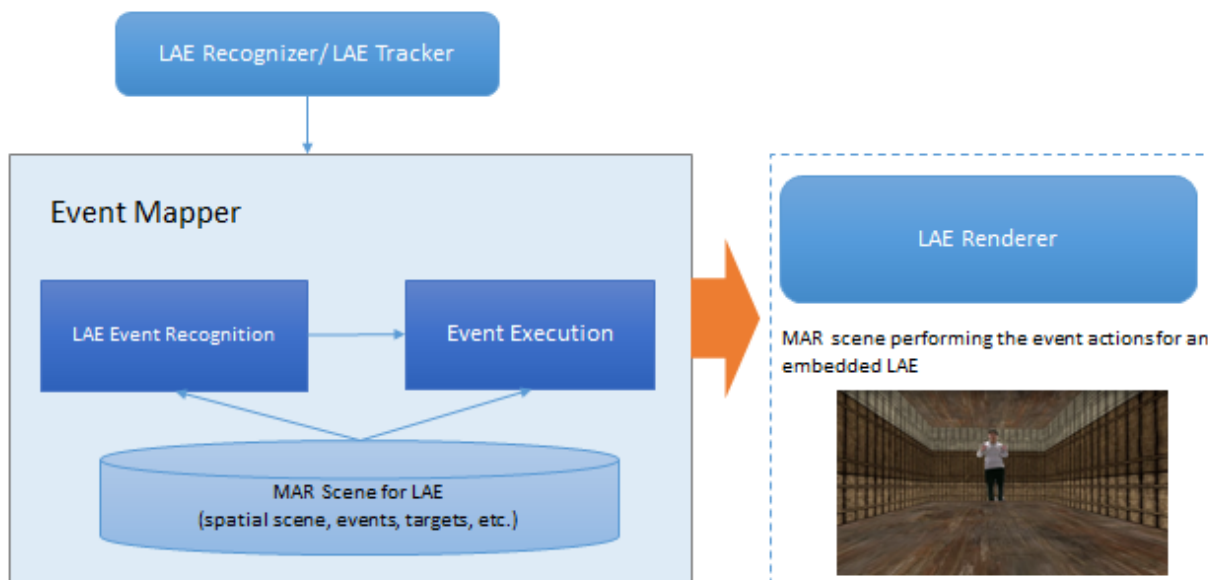 LAE Recognizer/ LAE Tracker
Event Mapper
LAE Event Recognition
Event Execution
MAR Scene for LAE
(spatial scene, events, targets, etc.)
LAE Renderer
MAR scene performing the event actions for an
embedded LAE